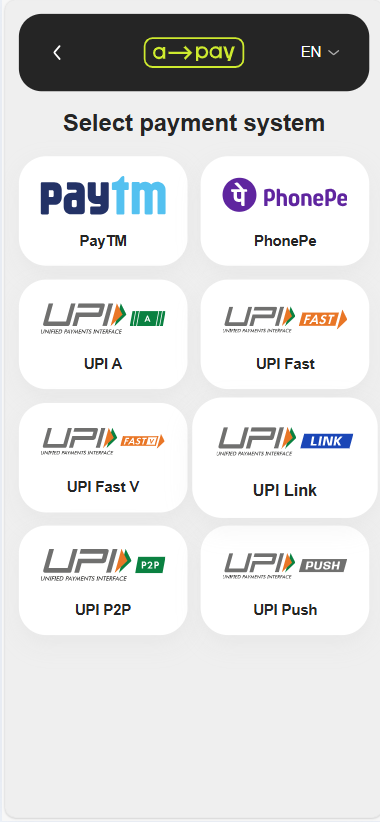 a→pay
EN
Select payment system
paytm
पे PhonePe
PayTM
PhonePe
UPI A
UNIFIED PAYMENTS INTERFACE
UPI FAST
UNIFIED PAYMENTS INTERFACE
UPI A
UPI Fast
UPI FAST V
UNIFIED PAYMENTS INTERFACE
UPI LINK
UNIFIED PAYMENTS INTERFACE
UPI Fast V
UPI Link
UPI P2P
UNIFIED PAYMENTS INTERFACE
UPI PUSH
UNIFIED PAYMENTS INTERFACE
UPI P2P
UPI Push